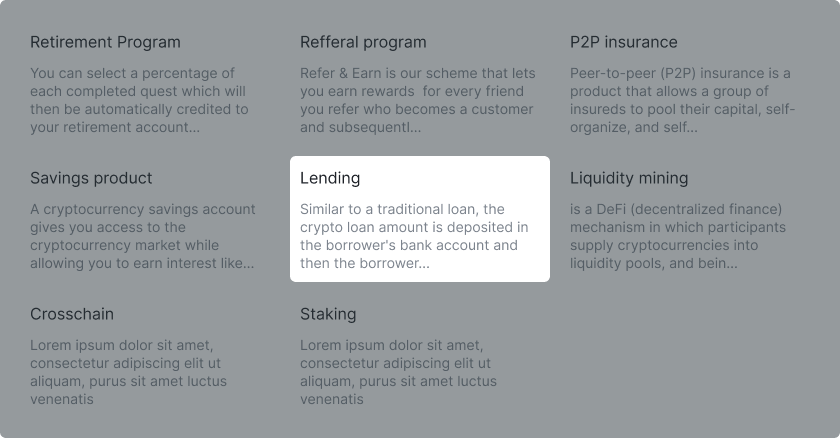 Retirement Program
You can select a percentage of
each completed quest which will
then be automatically credited to
your retirement account...
Refferal program
Refer & Earn is our scheme that lets
you earn rewards  for every friend
you refer who becomes a customer
and subsequentl...
P2P insurance
Peer-to-peer (P2P) insurance is a
product that allows a group of
insureds to pool their capital, self-
organize, and self...
Savings product
A cryptocurrency savings account
gives you access to the
cryptocurrency market while
allowing you to earn interest like...
Lending
Similar to a traditional loan, the
crypto loan amount is deposited in
the borrower's bank account and
then the borrower...
Liquidity mining
is a DeFi (decentralized finance)
mechanism in which participants
supply cryptocurrencies into
liquidity pools, and bein...
Crosschain
Lorem ipsum dolor sit amet,
consectetur adipiscing elit ut
aliquam, purus sit amet luctus
venenatis
Staking
Lorem ipsum dolor sit amet,
consectetur adipiscing elit ut
aliquam, purus sit amet luctus
venenatis